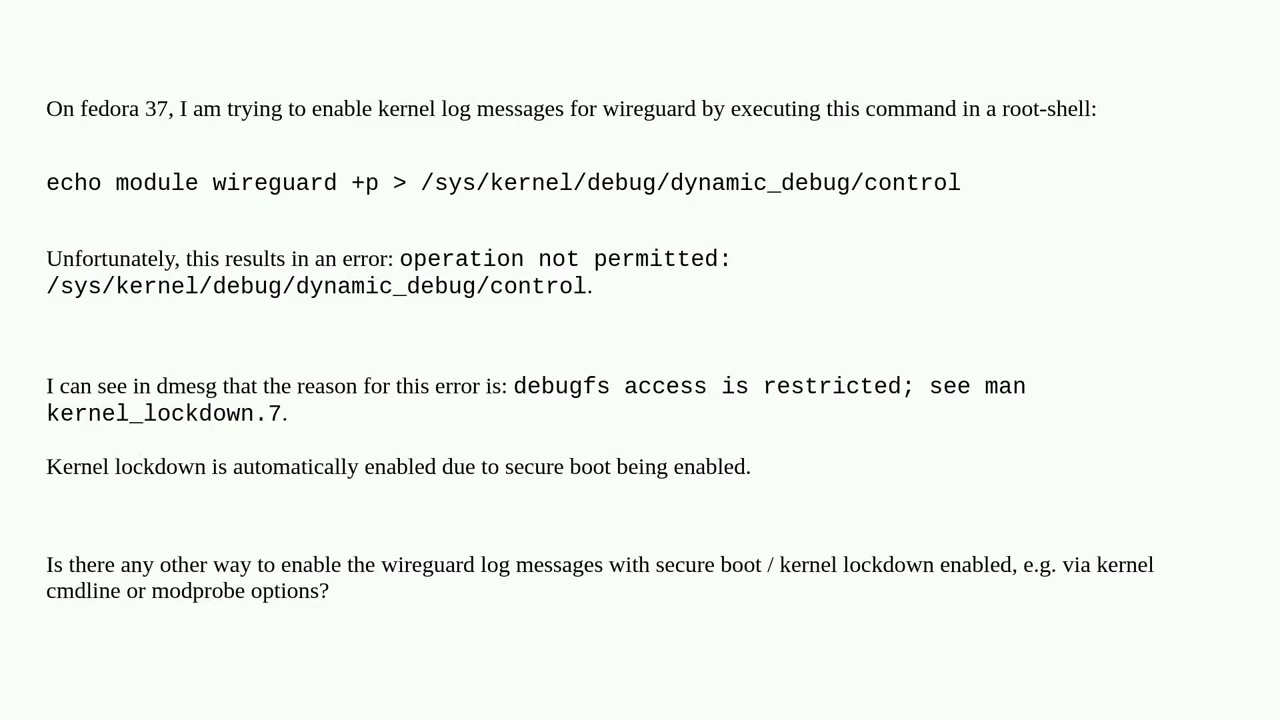 On fedora 37, I am trying to enable kernel log messages for wireguard by executing this command in a root-shell:
echo module wireguard +p > /sys/kernel/debug/dynamic_debug/control
Unfortunately, this results in an error: operation not permitted:
/sys/kernel/debug/dynamic_debug/control.
I can see in dmesg that the reason for this error is: debugfs access is restricted; see man
kernel_lockdown.7.
Kernel lockdown is automatically enabled due to secure boot being enabled.
Is there any other way to enable the wireguard log messages with secure boot / kernel lockdown enabled, e.g. via kernel
cmdline or modprobe options?